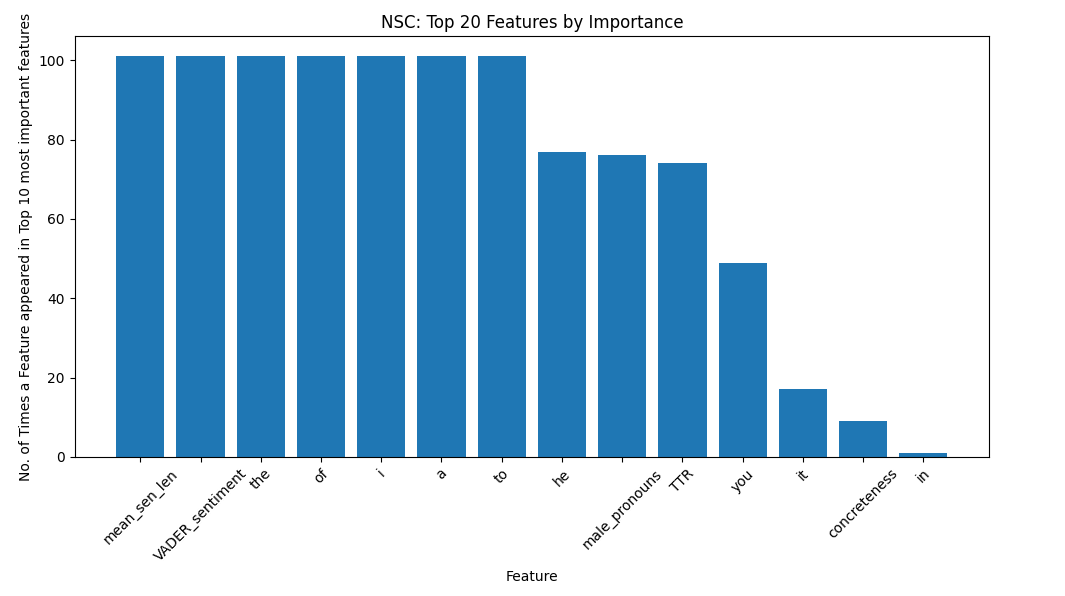 NSC: Top 20 Features by Importance
No. of Times a Feature appeared in Top 10 most important features
100
80
60
40
20
0
mean_sen_len
VADER_sentiment
the
of
i
a
to
he
male_pronouns
TTR
you
it
concreteness
in
Feature